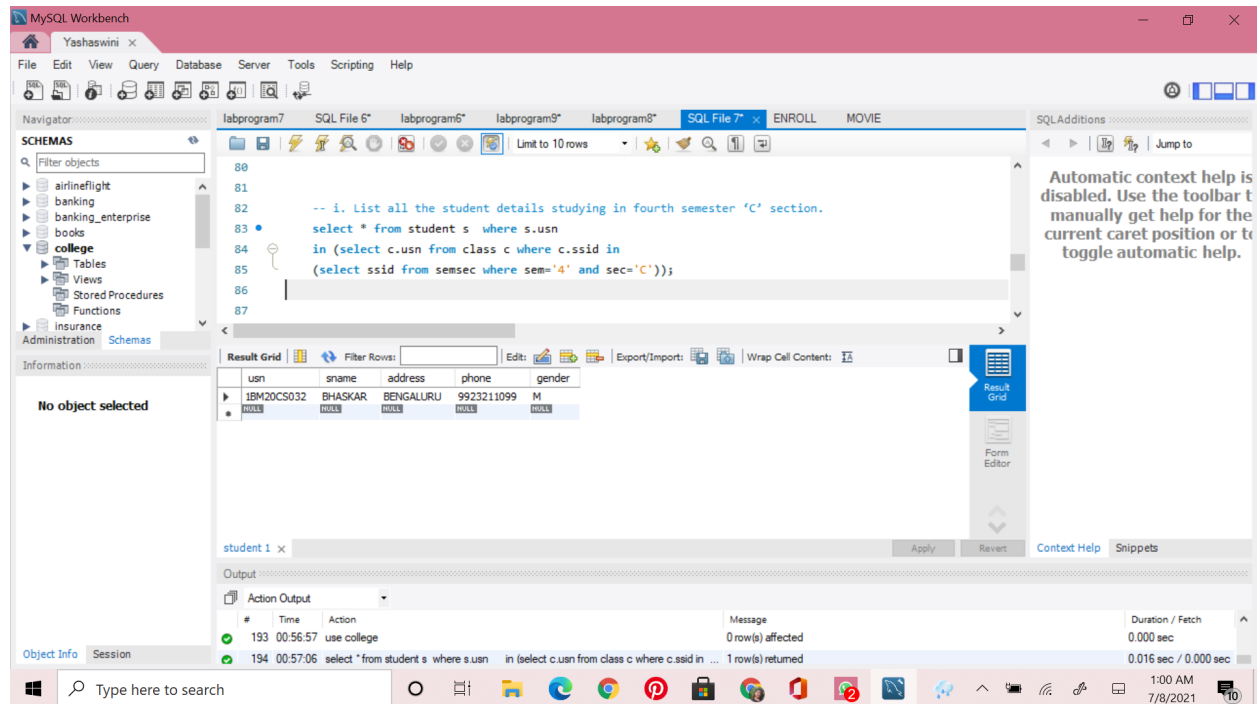 MySQL Workbench
Yashaswini ×
File Edit View Query Database Server Tools Scripting Help
Navigator
SCHEMAS
Filter objects
airlineflight
banking
banking_enterprise
books
college
Tables
Views
Stored Procedures
Functions
insurance
Administration Schemas
Information
No object selected
Object Info Session
labprogram7 SQL File 6* labprogram6* labprogram9* labprogram8* SQL File 7* × ENROLL MOVIE
Limit to 10 rows
80
81
82 -- i. List all the student details studying in fourth semester ‘C’ section.
83 select * from student s where s.usn
84 in (select c.usn from class c where c.ssid in
85 (select ssid from semsec where sem='4' and sec='C'));
86
87
Result Grid Filter Rows: Edit: Export/Import: Wrap Cell Content: IA
usn sname address phone gender
1BM20CS032 BHASKAR BENGALURU 9923211099 M
NULL NULL NULL NULL NULL
Result Grid
Form Editor
student 1 × Apply Revert
SQLAdditions
Jump to
Automatic context help is
disabled. Use the toolbar t
manually get help for the
current caret position or to
toggle automatic help.
Context Help Snippets
Output
Action Output
# Time Action Message Duration / Fetch
193 00:56:57 use college 0 row(s) affected 0.000 sec
194 00:57:06 select * from student s where s.usn in (select c.usn from class c where c.ssid in ... 1 row(s) returned 0.016 sec / 0.000 sec
Type here to search
2
1:00 AM
7/8/2021
10